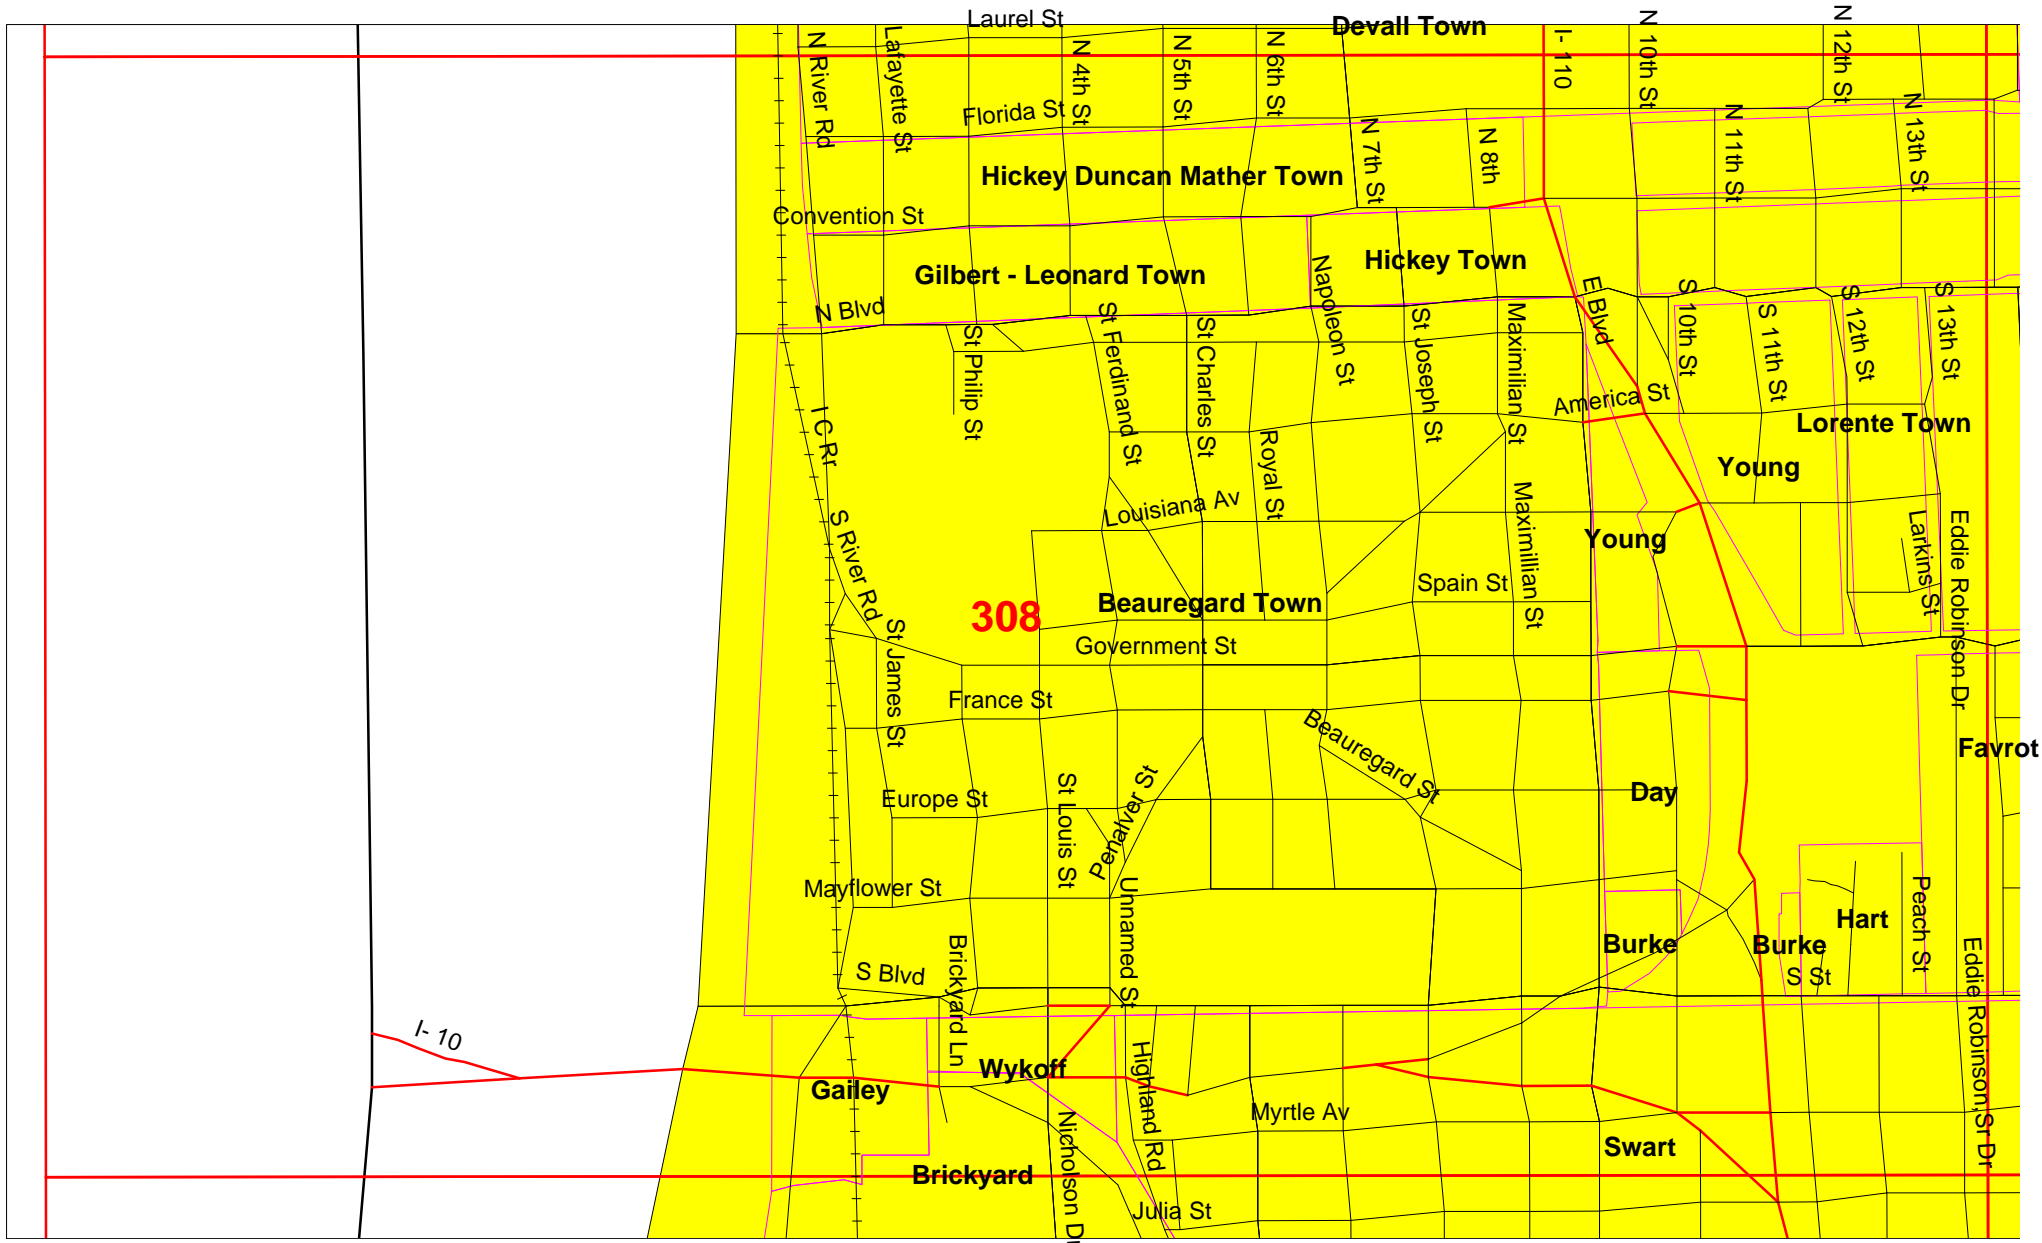 Laurel St
Devall Town
N River Rd
Lafayette St
N 4th St
N 5th St
N 6th St
I- 110
N 10th St
N 12th St
Florida St
N 7th St
N 8th
N 11th St
N 13th St
Hickey Duncan Mather Town
Convention St
Gilbert - Leonard Town
Hickey Town
N Blvd
Napoleon St
E Blvd
S 10th St
S 11th St
S 12th St
S 13th St
St Philip St
St Ferdinand St
St Charles St
St Joseph St
Maximilian St
America St
Lorente Town
I C Rr
Royal St
Young
Louisiana Av
Maximillian St
S River Rd
Young
Larkins St
Eddie Robinson Dr
Spain St
308
Beauregard Town
St James St
Government St
France St
Beauregard St
Favrot
Europe St
St Louis St
Penalver St
Day
Mayflower St
Unnamed St
Peach St
Hart
Burke
Burke
S Blvd
Brickyard Ln
S St
Eddie Robinson,Sr Dr
I- 10
Wykoff
Highland Rd
Gailey
Myrtle Av
Nicholson Dr
Swart
Brickyard
Julia St